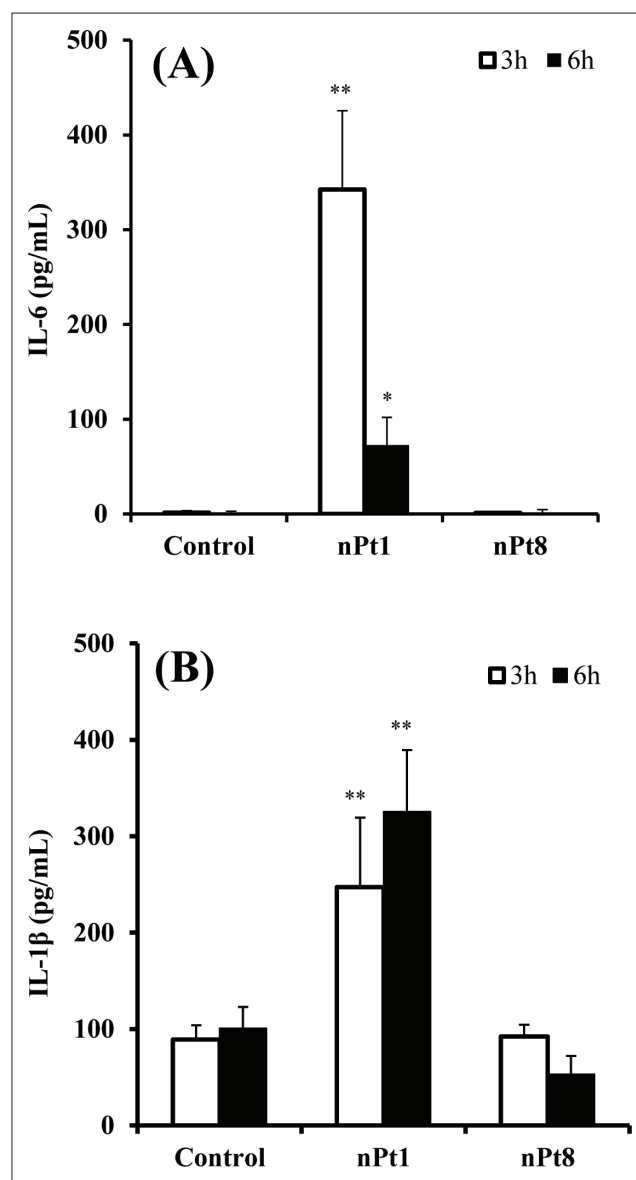 (A)
3h 6h
500
400
300
200
100
0
IL-6 (pg/mL)
**
*
Control nPt1 nPt8
(B)
3h 6h
500
400
300
200
100
0
IL-1β (pg/mL)
**
**
Control nPt1 nPt8